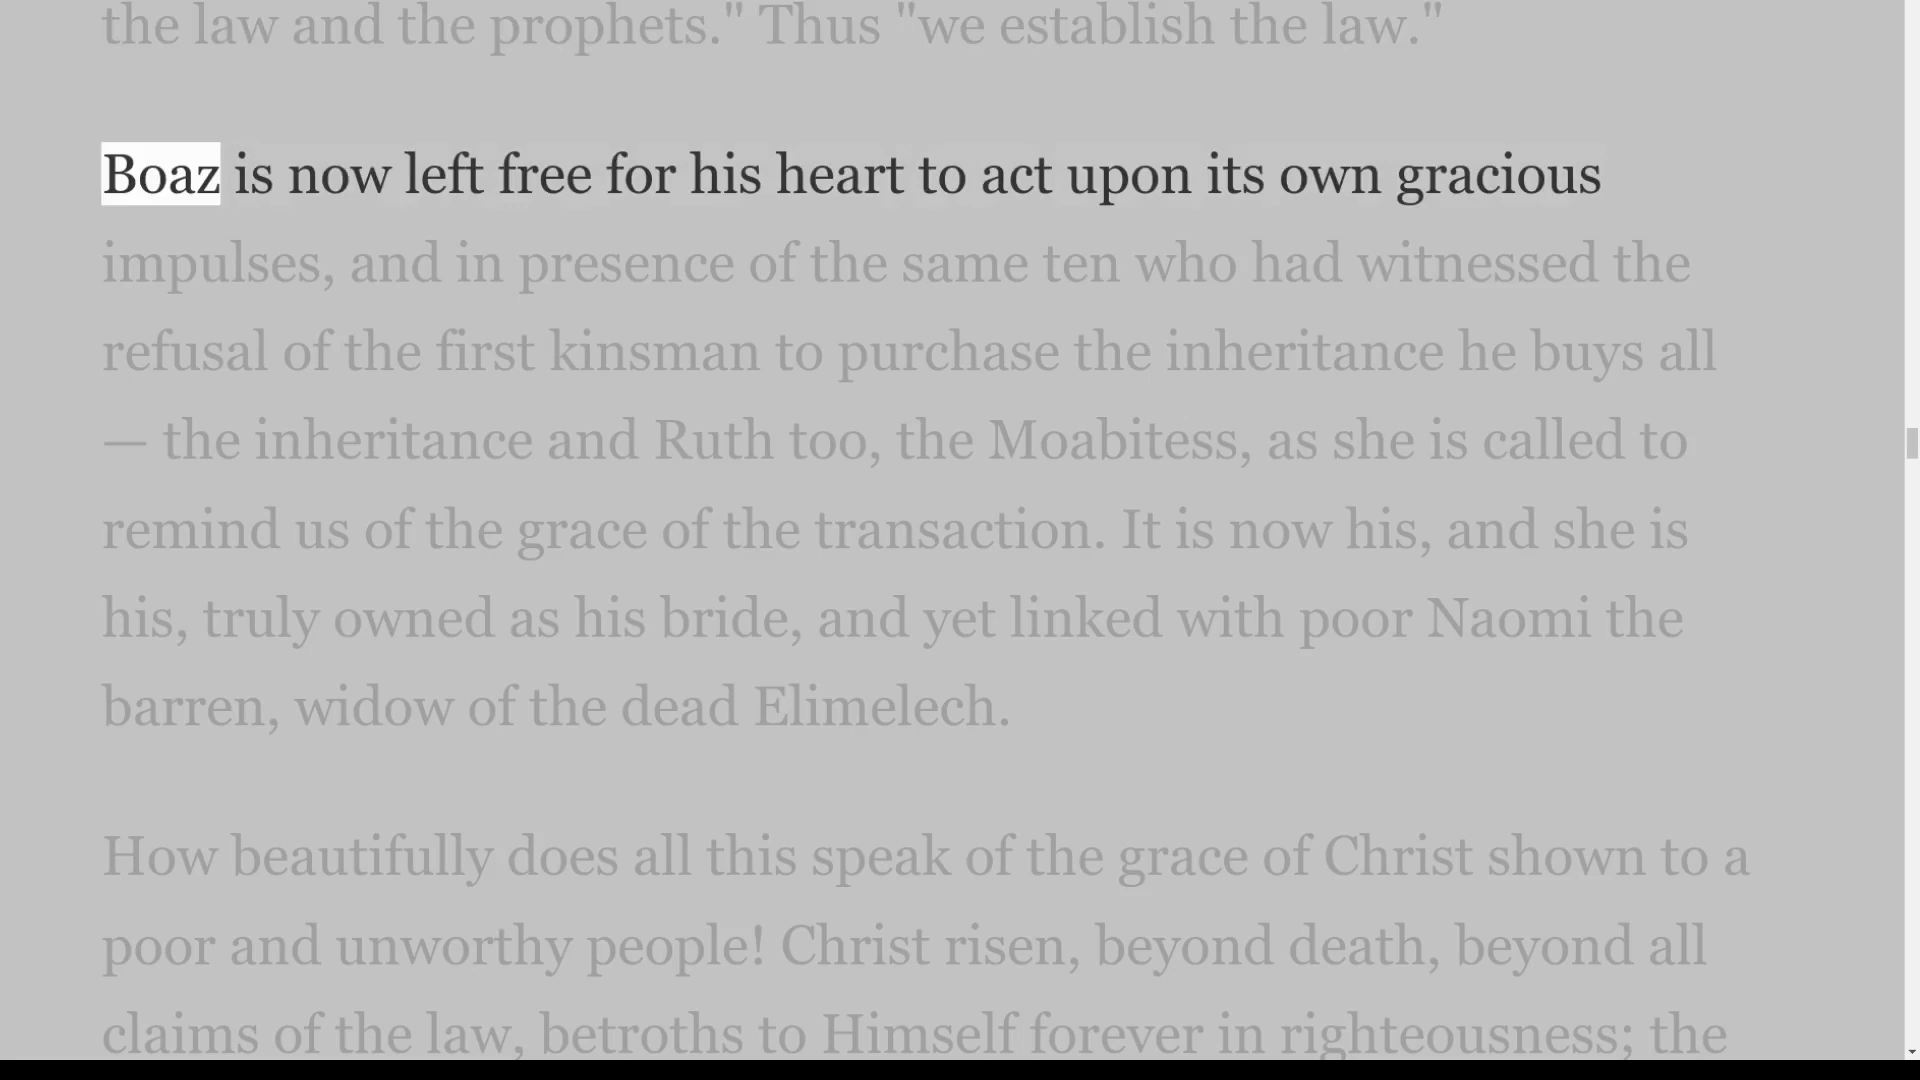 the law and the prophets." Thus "we establish the law."
Boaz is now left free for his heart to act upon its own gracious
impulses, and in presence of the same ten who had witnessed the
refusal of the first kinsman to purchase the inheritance he buys all
— the inheritance and Ruth too, the Moabitess, as she is called to
remind us of the grace of the transaction. It is now his, and she is
his, truly owned as his bride, and yet linked with poor Naomi the
barren, widow of the dead Elimelech.
How beautifully does all this speak of the grace of Christ shown to a
poor and unworthy people! Christ risen, beyond death, beyond all
claims of the law, betroths to Himself forever in righteousness; the